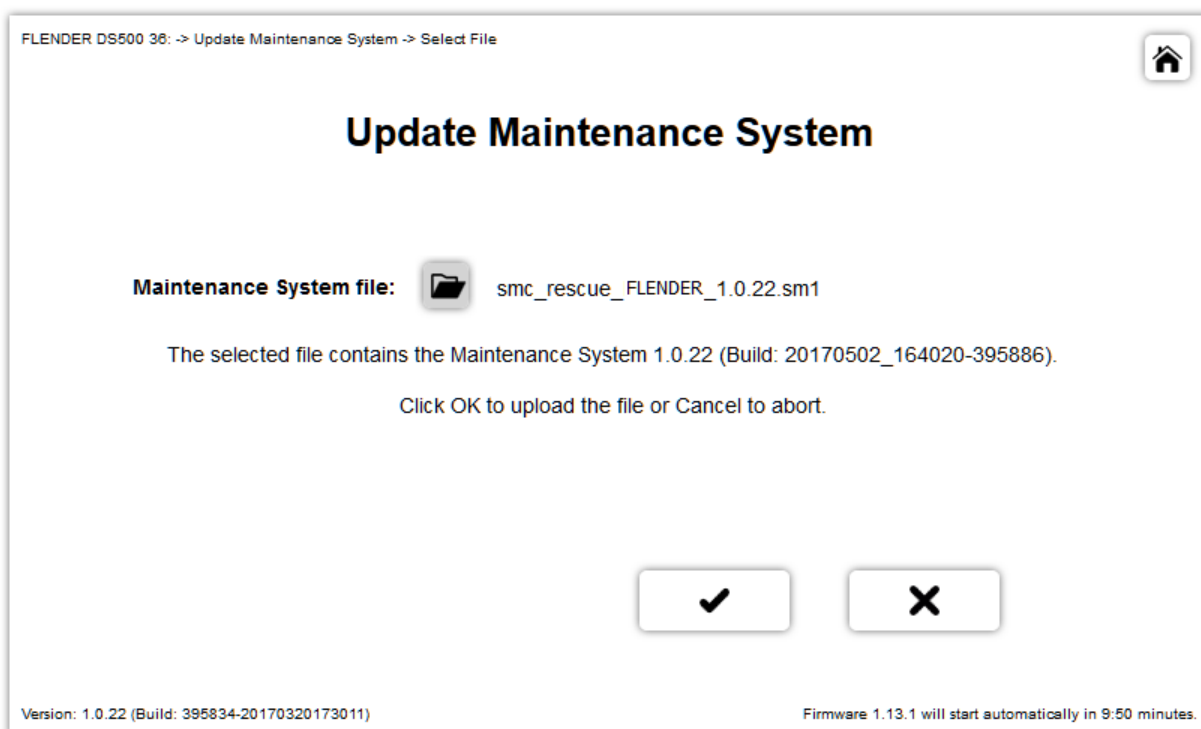 FLENDER DS500 36: -> Update Maintenance System -> Select File
Update Maintenance System
Maintenance System file: smc_rescue_FLENDER_1.0.22.sm1
The selected file contains the Maintenance System 1.0.22 (Build: 20170502_164020-395886).
Click OK to upload the file or Cancel to abort.
Version: 1.0.22 (Build: 395834-20170320173011) Firmware 1.13.1 will start automatically in 9:50 minutes.